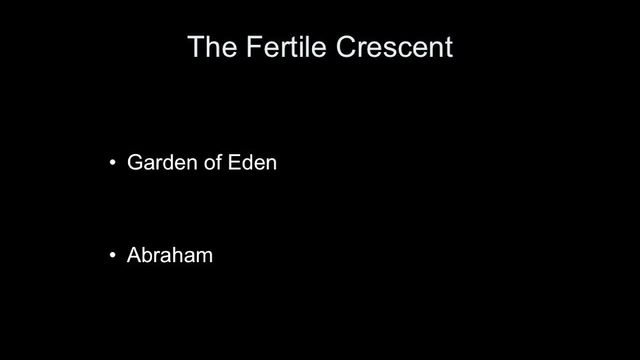 The Fertile Crescent
• Garden of Eden
• Abraham